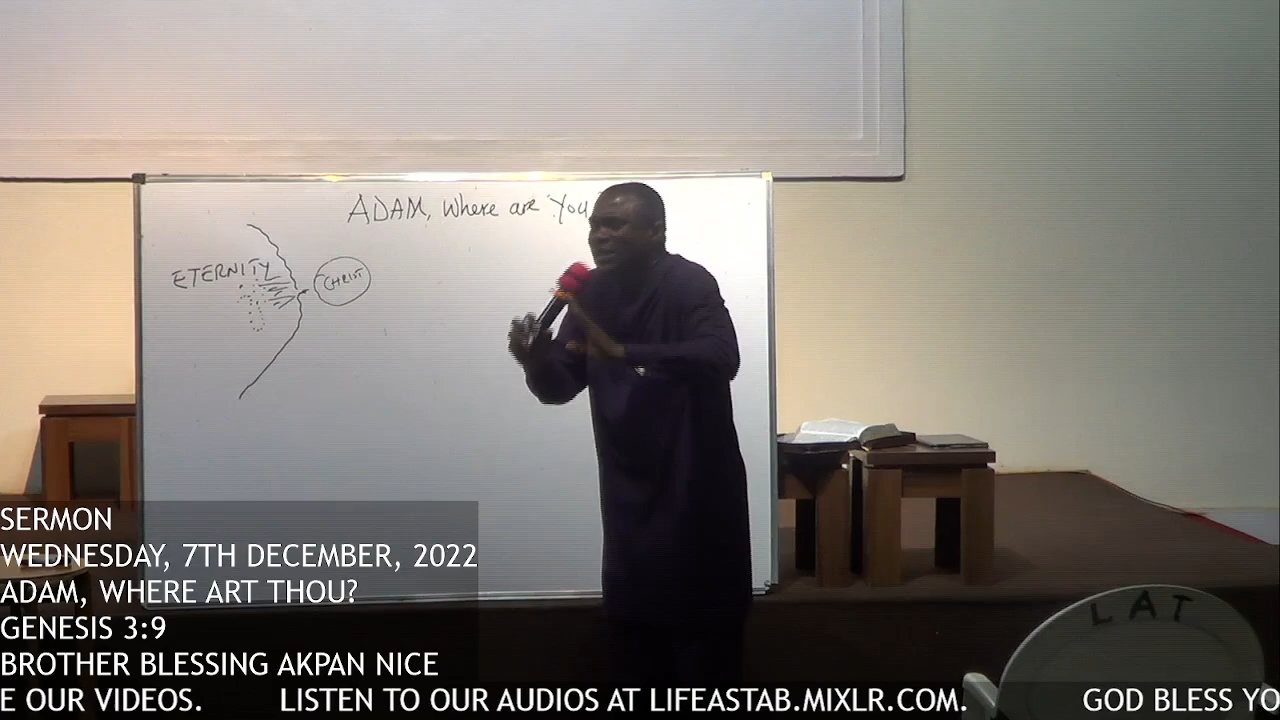 ADAM, Where are You
ETERNITY
CHRIST
LAT
SERMON
WEDNESDAY, 7TH DECEMBER, 2022
ADAM, WHERE ART THOU?
GENESIS 3:9
BROTHER BLESSING AKPAN NICE
E OUR VIDEOS. LISTEN TO OUR AUDIOS AT LIFEASTAB.MIXLR.COM. GOD BLESS YO